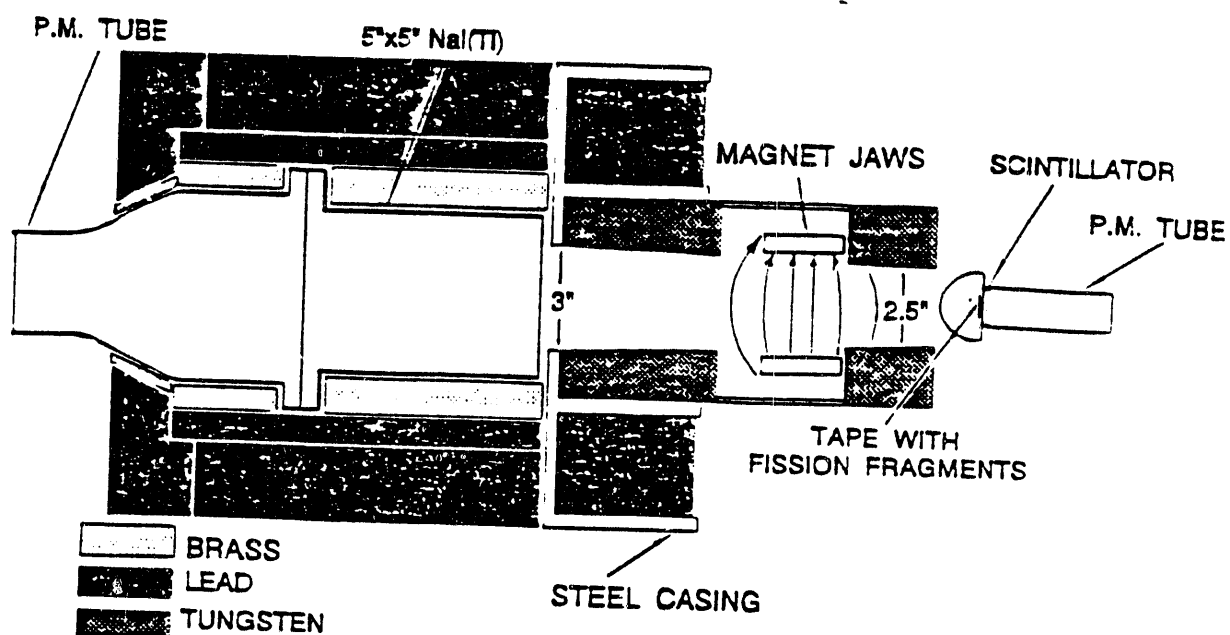 P.M. TUBE
5"x5" NaI(Tl)
MAGNET JAWS
SCINTILLATOR
P.M. TUBE
3"
2.5"
TAPE WITH
FISSION FRAGMENTS
BRASS
LEAD
TUNGSTEN
STEEL CASING